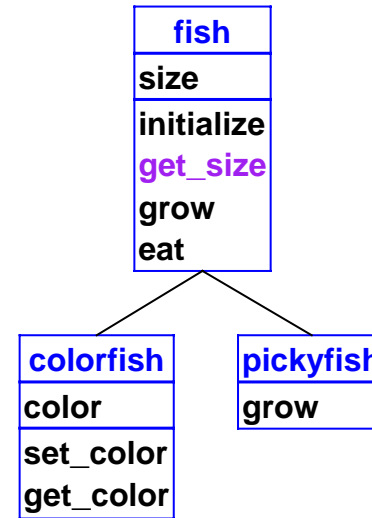 fish
size
initialize
get_size
grow
eat
colorfish
color
set_color
get_color
pickyfish
grow